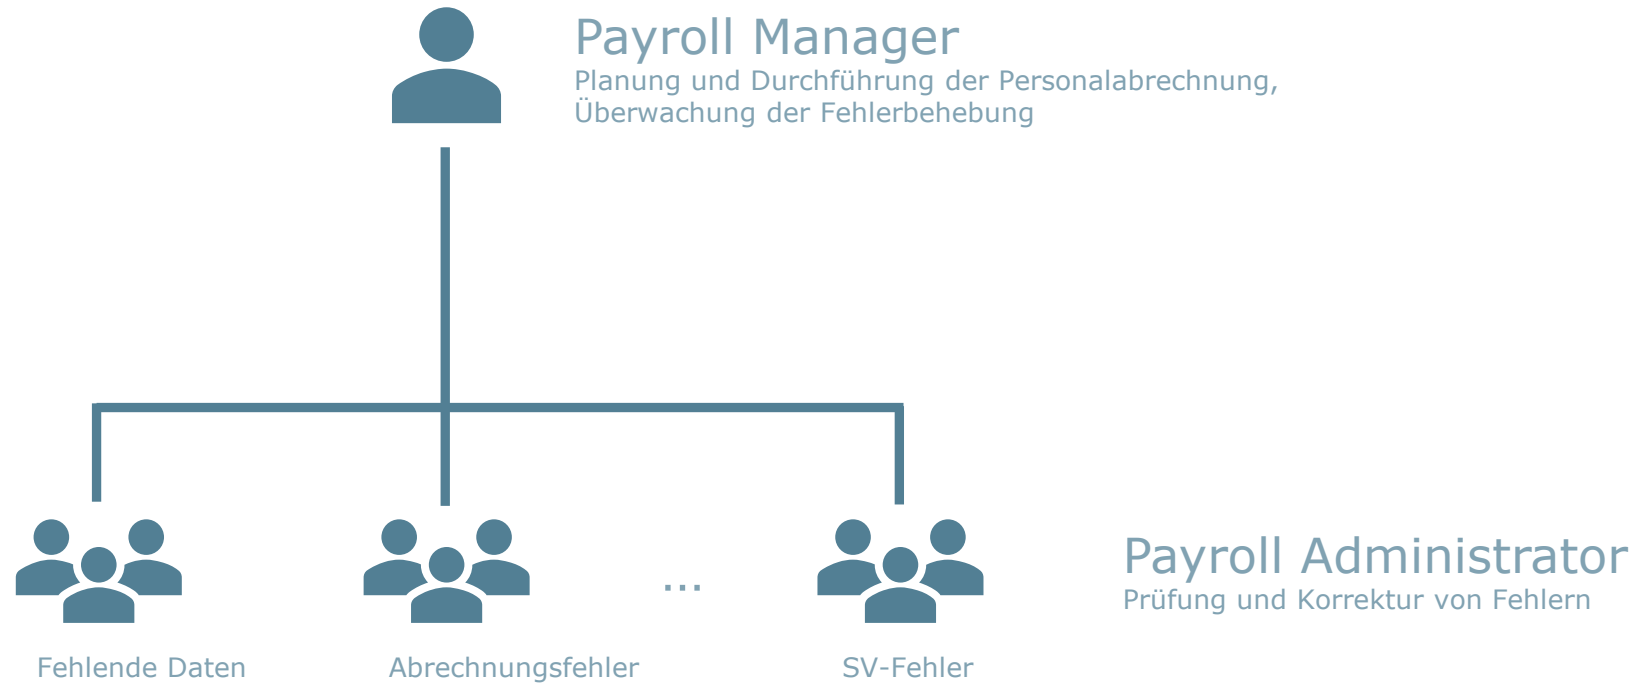 Payroll Manager
Planung und Durchführung der Personalabrechnung,
Überwachung der Fehlerbehebung
...
Payroll Administrator
Prüfung und Korrektur von Fehlern
Fehlende Daten
Abrechnungsfehler
SV-Fehler